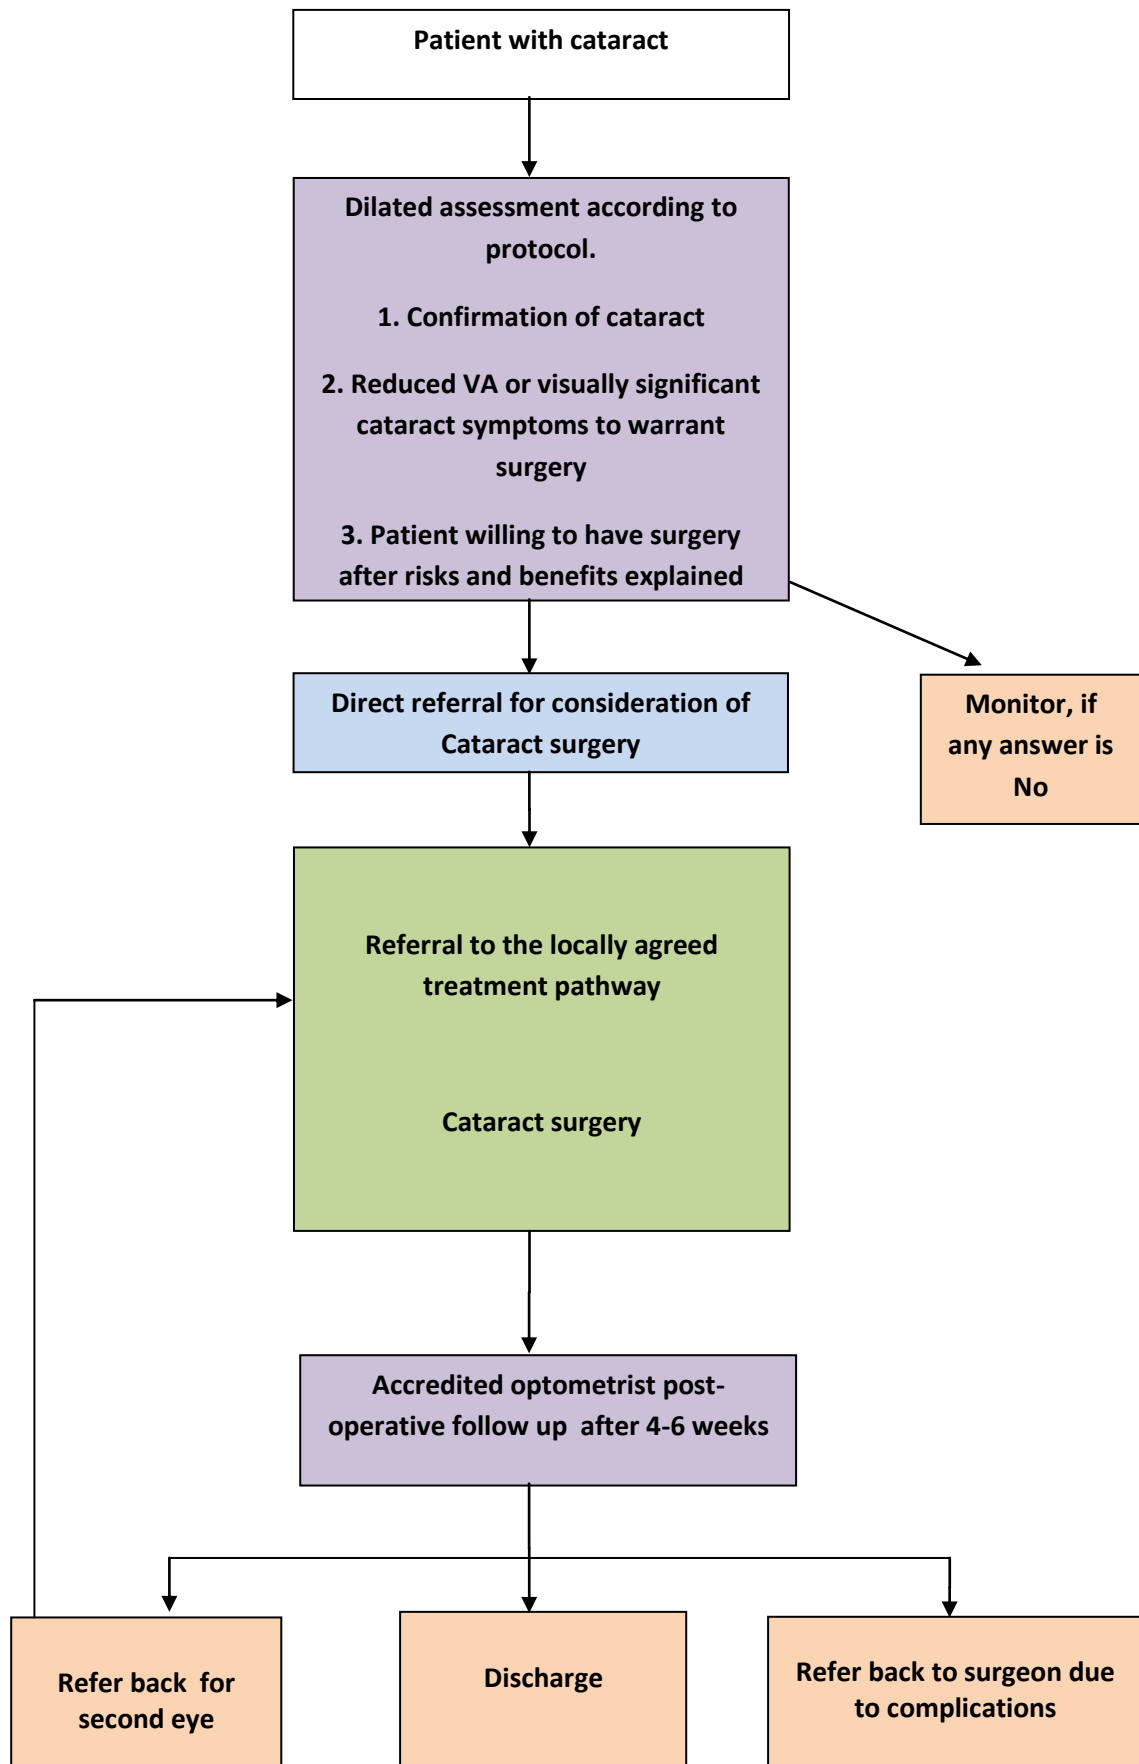 Patient with cataract
Dilated assessment according to
protocol.
1. Confirmation of cataract
2. Reduced VA or visually significant
cataract symptoms to warrant
surgery
3. Patient willing to have surgery
after risks and benefits explained
Direct referral for consideration of
Cataract surgery
Monitor, if
any answer is
No
Referral to the locally agreed
treatment pathway
Cataract surgery
Accredited optometrist post-
operative follow up after 4-6 weeks
Refer back for
second eye
Discharge
Refer back to surgeon due
to complications